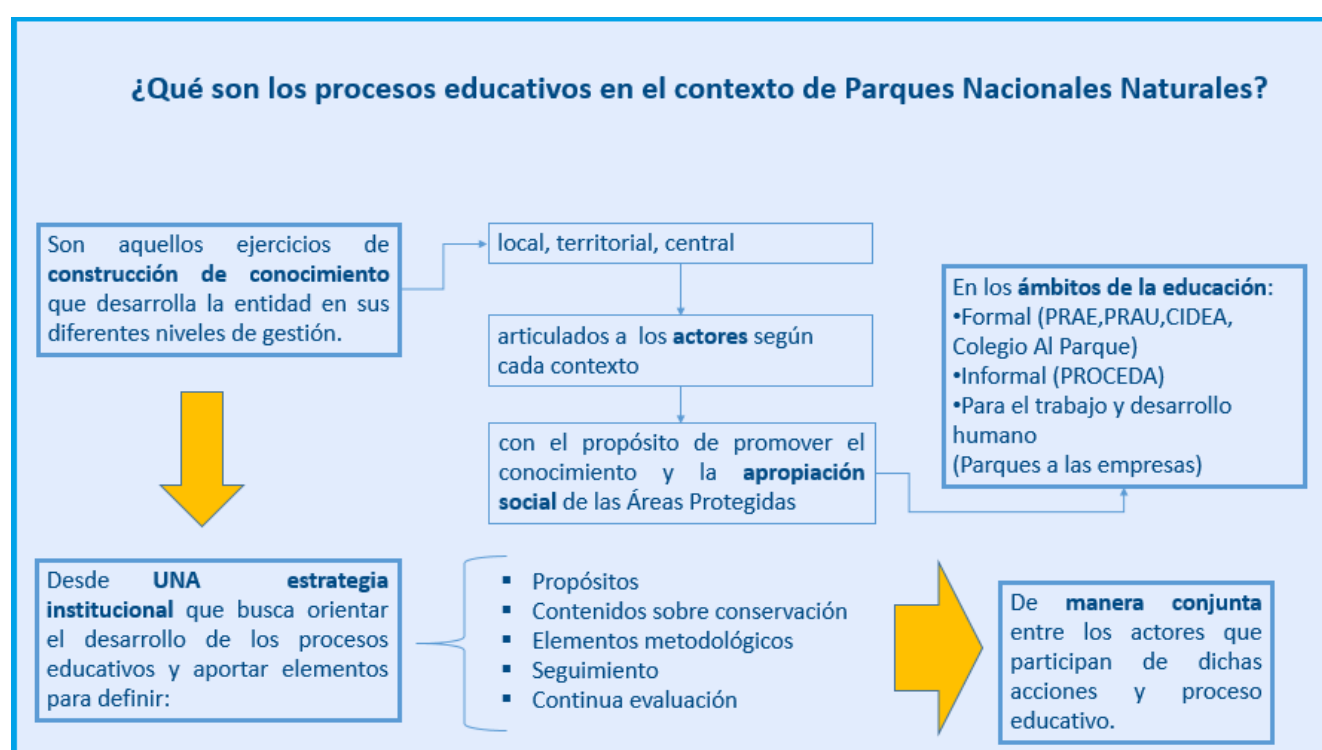 ¿Qué son los procesos educativos en el contexto de Parques Nacionales Naturales?
Son aquellos ejercicios de
construcción de conocimiento
que desarrolla la entidad en sus
diferentes niveles de gestión.
local, territorial, central
articulados a los actores según
cada contexto
con el propósito de promover el
conocimiento y la apropiación
social de las Áreas Protegidas
En los ámbitos de la educación:
•Formal (PRAE,PRAU,CIDEA,
Colegio Al Parque)
•Informal (PROCEDA)
•Para el trabajo y desarrollo
humano
(Parques a las empresas)
Desde UNA estrategia
institucional que busca orientar
el desarrollo de los procesos
educativos y aportar elementos
para definir:
▪ Propósitos
▪ Contenidos sobre conservación
▪ Elementos metodológicos
▪ Seguimiento
▪ Continua evaluación
De manera conjunta
entre los actores que
participan de dichas
acciones y proceso
educativo.